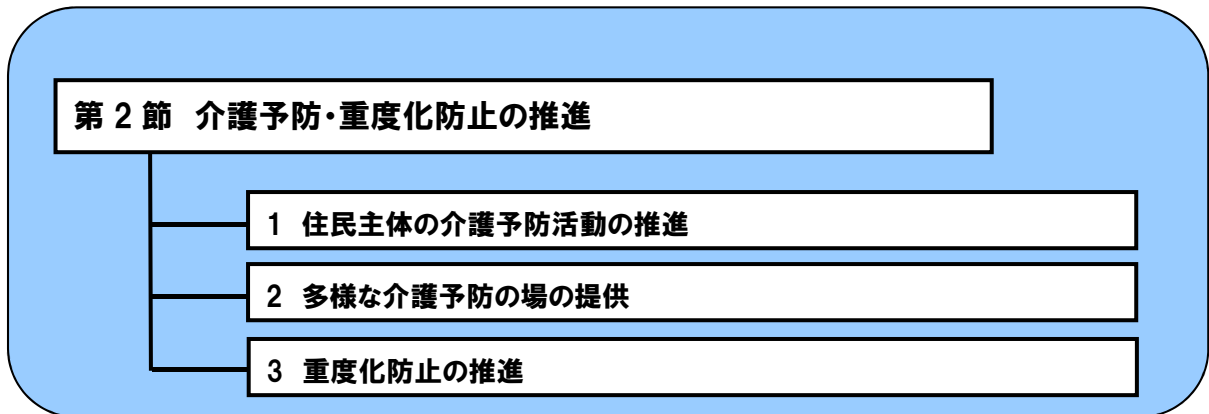 第 2 節 介護予防・重度化防止の推進
1 住民主体の介護予防活動の推進
2 多様な介護予防の場の提供
3 重度化防止の推進